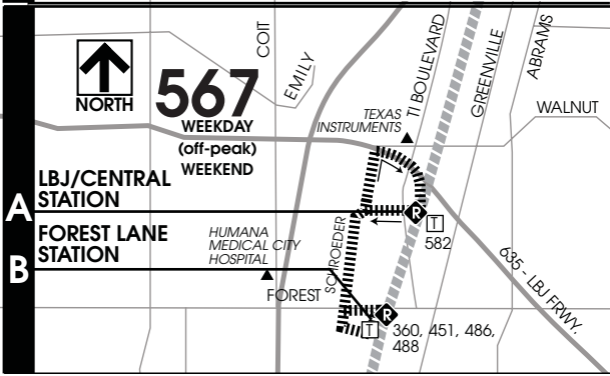 COIT
EMILY
TI BOULEVARD
GREENVILLE
ABRAMS
NORTH
567
WEEKDAY
(off-peak)
WEEKEND
TEXAS
INSTRUMENTS
WALNUT
A
LBJ/CENTRAL
STATION
R
T
582
B
FOREST LANE
STATION
HUMANA
MEDICAL CITY
HOSPITAL
SCHROEDER
635 - LBJ FRWY.
FOREST
R
T
360, 451, 486,
488